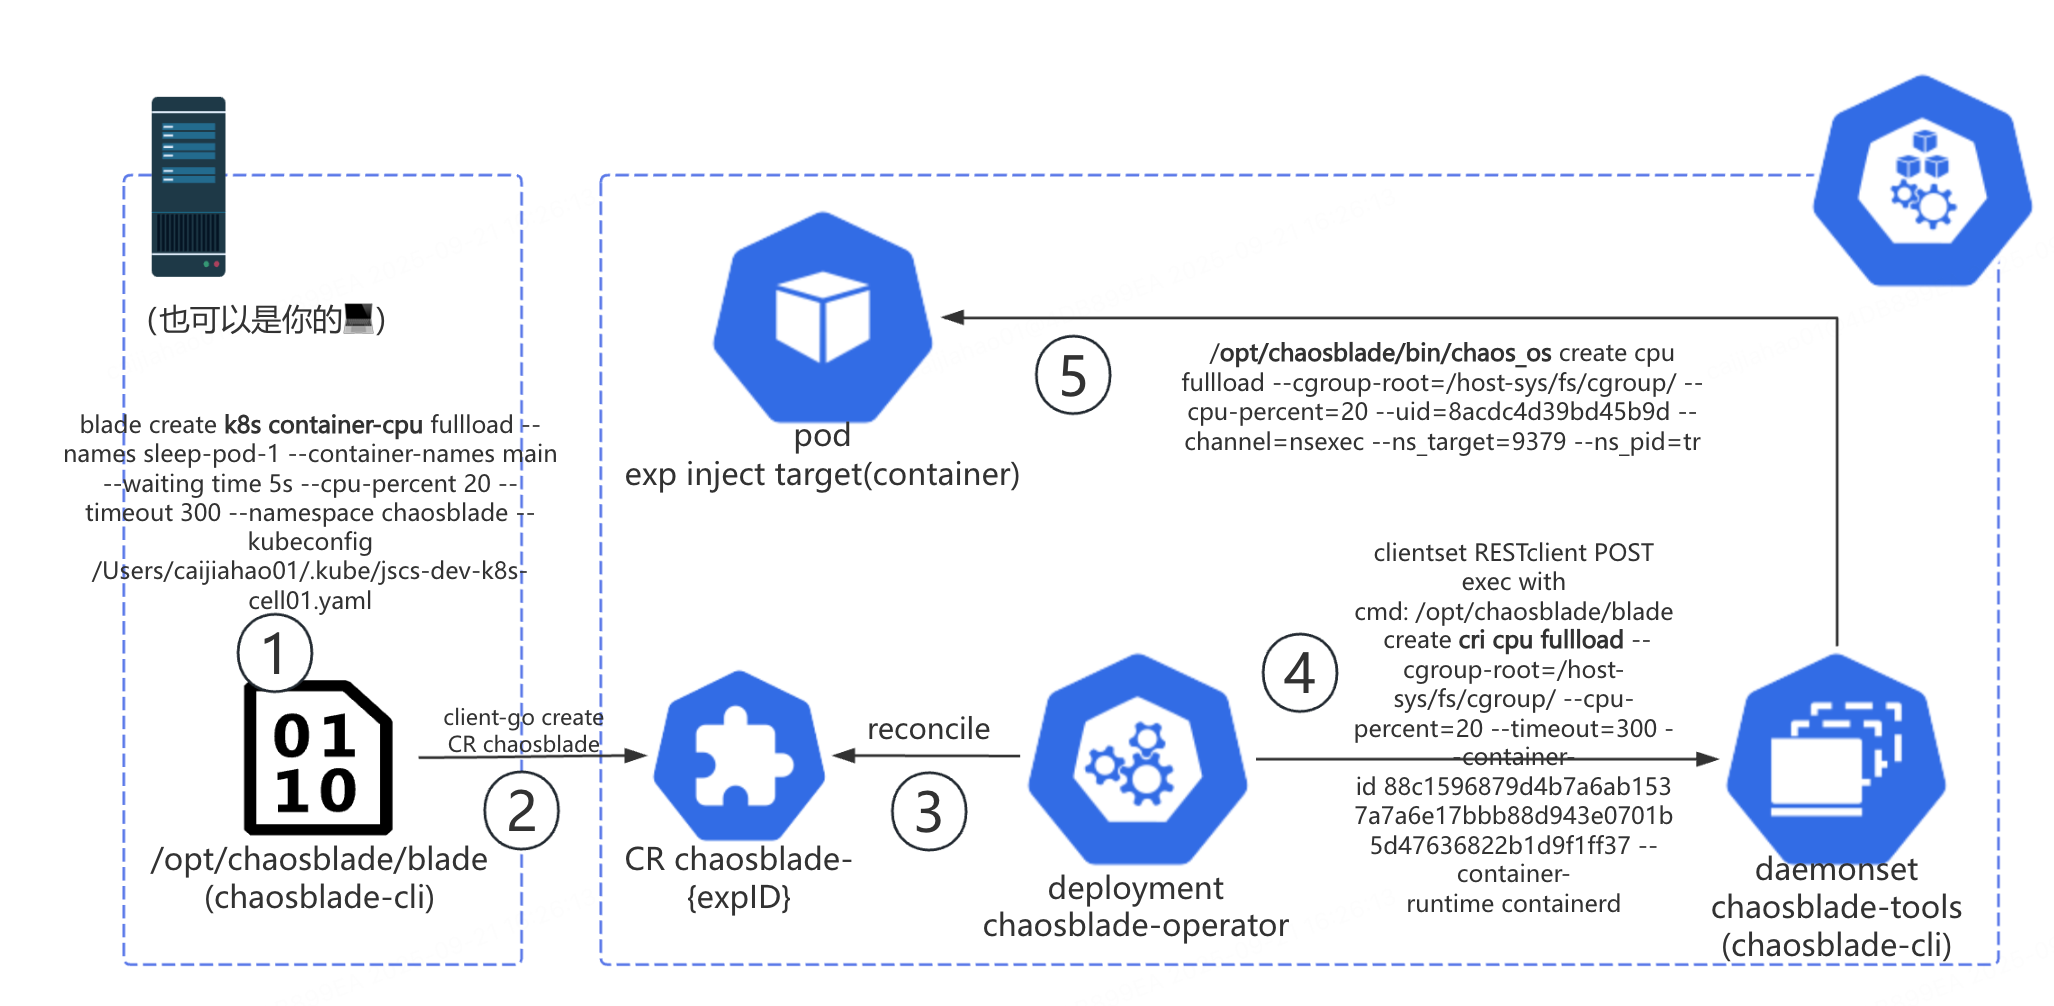 (也可以是你的💻)
blade create k8s container-cpu fullload --
names sleep-pod-1 --container-names main
--waiting time 5s --cpu-percent 20 --
timeout 300 --namespace chaosblade --
kubeconfig
/Users/caijiahao01/.kube/jscs-dev-k8s-
cell01.yaml
1
01
10
/opt/chaosblade/blade
(chaosblade-cli)
client-go create
CR chaosblade
2
CR chaosblade-
{expID}
reconcile
3
deployment
chaosblade-operator
4
clientset RESTclient POST
exec with
cmd: /opt/chaosblade/blade
create cri cpu fullload --
cgroup-root=/host-
sys/fs/cgroup/ --cpu-
percent=20 --timeout=300 -
-container-
id 88c1596879d4b7a6ab153
7a7a6e17bbb88d943e0701b
5d47636822b1d9f1ff37 --
container-
runtime containerd
daemonset
chaosblade-tools
(chaosblade-cli)
5
/opt/chaosblade/bin/chaos_os create cpu
fullload --cgroup-root=/host-sys/fs/cgroup/ --
cpu-percent=20 --uid=8acdc4d39bd45b9d --
channel=nsexec --ns_target=9379 --ns_pid=tr
pod
exp inject target(container)